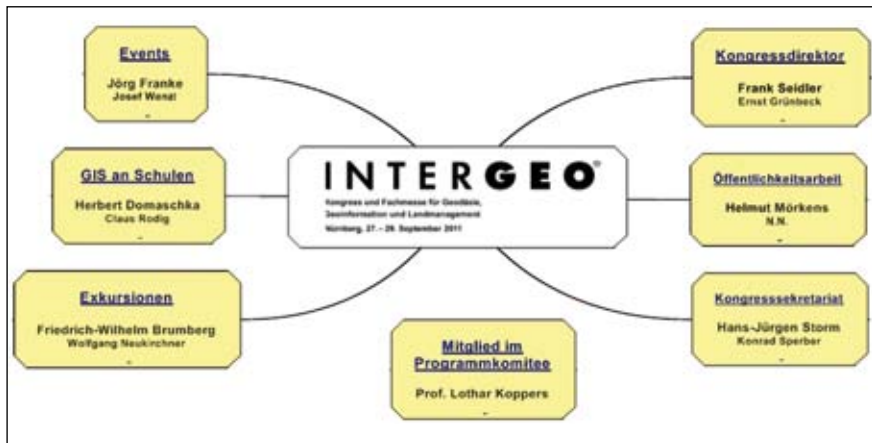 Events
Jörg Franke
Josef Wenzl
GIS an Schulen
Herbert Domaschka
Claus Rodig
Exkursionen
Friedrich-Wilhelm Brumberg
Wolfgang Neukirchner
INTERGEO®
Kongress und Fachmesse für Geodäsie,
Geoinformation und Landmanagement
Nürnberg, 27. – 29. September 2011
Mitglied im
Programmkomitee
Prof. Lothar Koppers
Kongressdirektor
Frank Seidler
Ernst Grünbeck
Öffentlichkeitsarbeit
Helmut Mörkens
N.N.
Kongresssekretariat
Hans-Jürgen Storm
Konrad Sperber